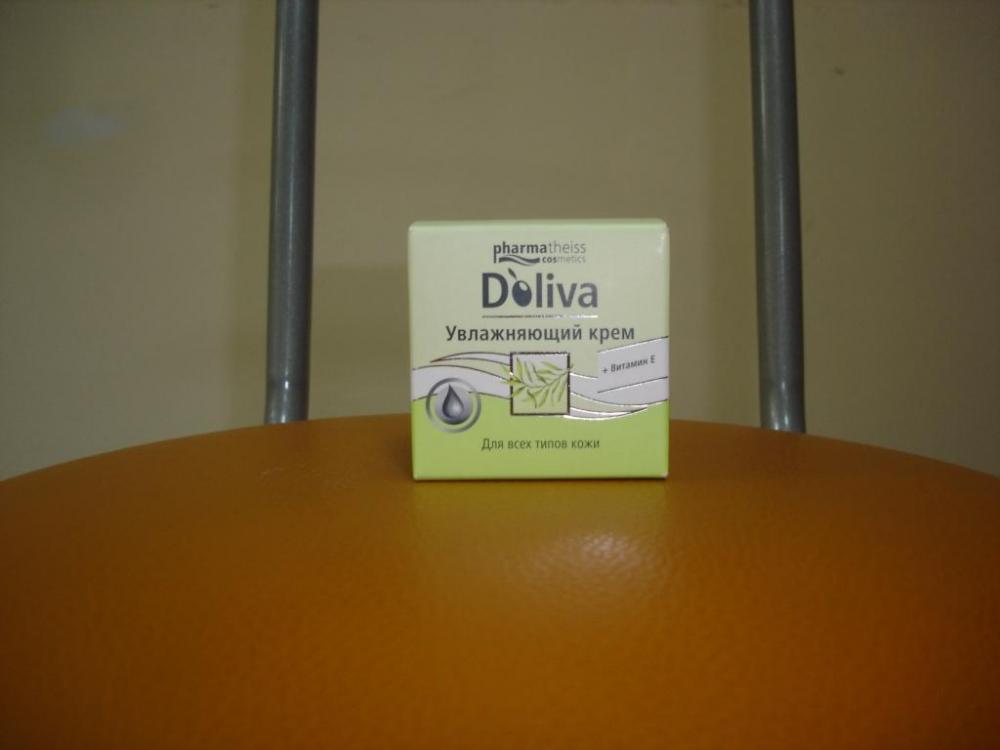 pharmatheiss
cosmetics
D'oliva
Увлажняющий крем
+ Витамин Е
Для всех типов кожи